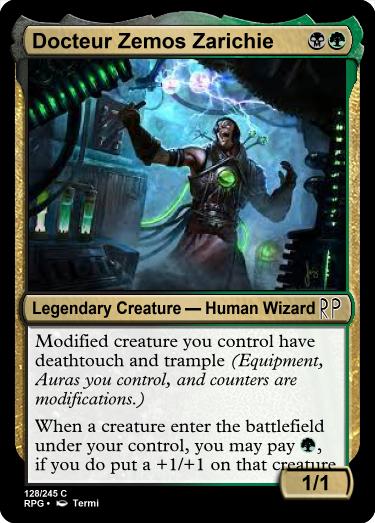 Docteur Zemos Zarichie
Legendary Creature — Human Wizard RP
Modified creature you control have
deathtouch and trample (Equipment,
Auras you control, and counters are
modifications.)
When a creature enter the battlefield
under your control, you may pay
if you do put a +1/+1 on that creature
1/1
128/245 C
RPG • Termi